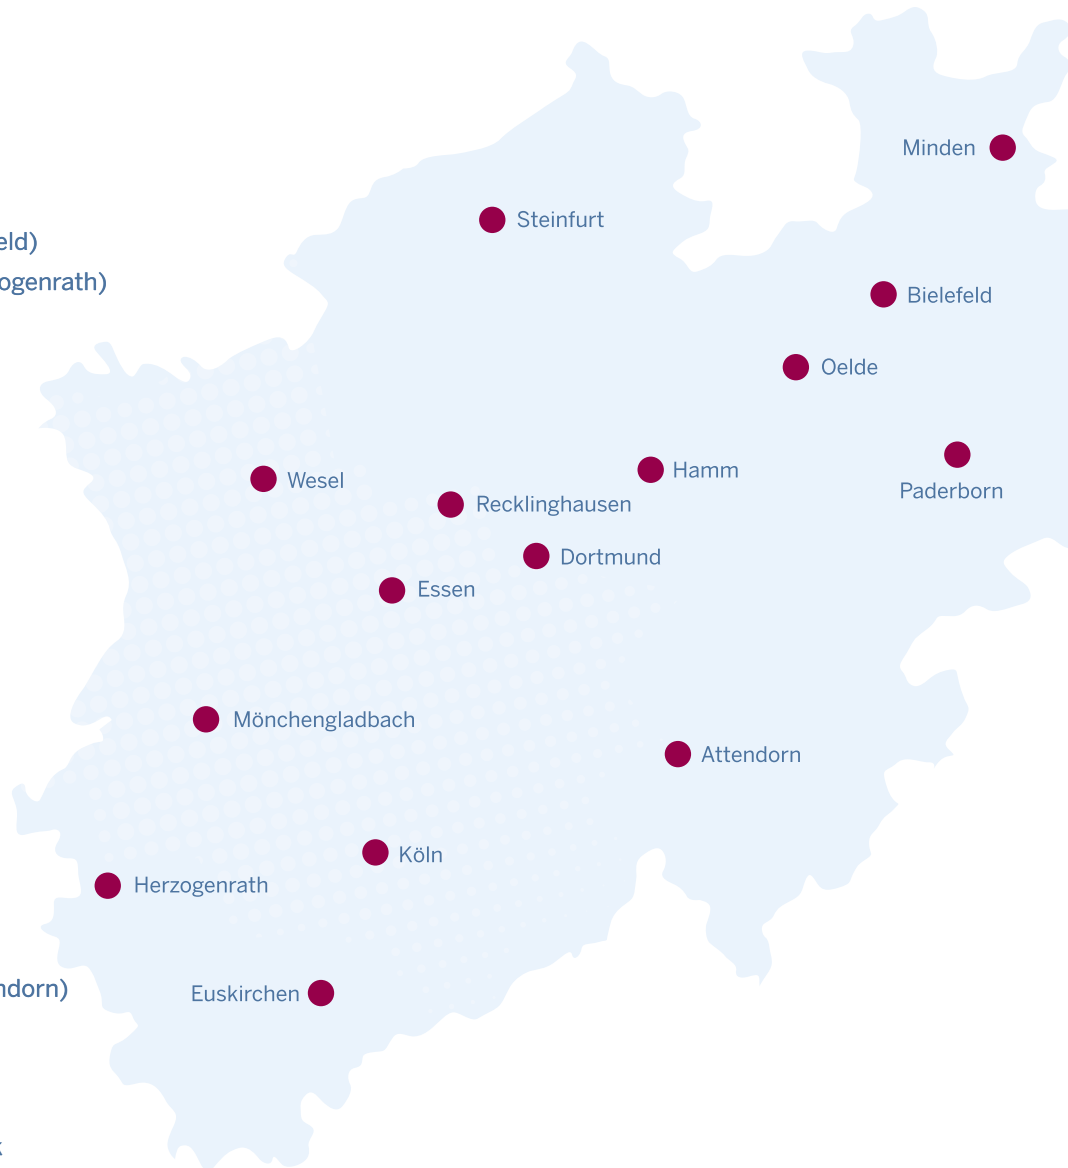 Minden
Steinfurt
eld)
ogenrath)
Bielefeld
Oelde
Hamm
Wesel
Paderborn
Recklinghausen
Dortmund
Essen
Mönchengladbach
Attendorn
Köln
Herzogenrath
ndorn)
Euskirchen
k